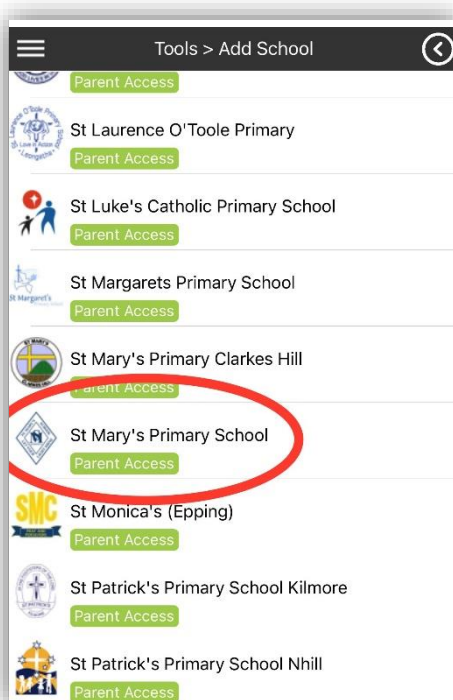 Tools > Add School
Parent Access
St Laurence O'Toole Primary
Parent Access
St Luke's Catholic Primary School
Parent Access
St Margaret's
St Margarets Primary School
Parent Access
St Mary's Primary Clarkes Hill
Parent Access
St Mary's Primary School
Parent Access
SMC
St Monica's (Epping)
Parent Access
St Patrick's Primary School Kilmore
Parent Access
St Patrick's Primary School Nhill
Parent Access